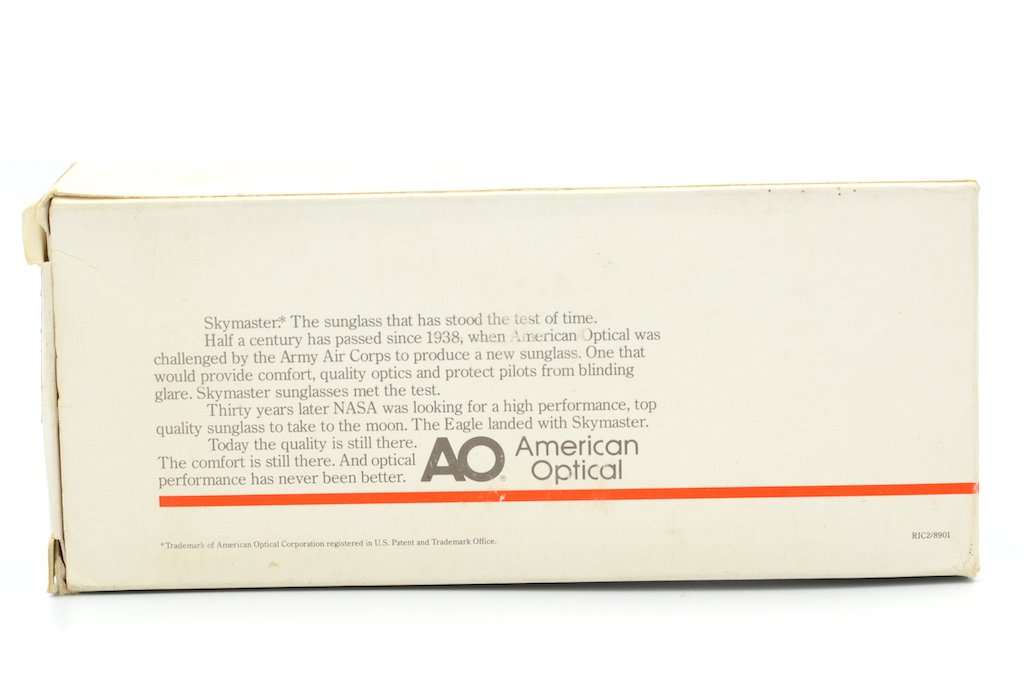 Skymaster.* The sunglass that has stood the test of time.
Half a century has passed since 1938, when American Optical was
challenged by the Army Air Corps to produce a new sunglass. One that
would provide comfort, quality optics and protect pilots from blinding
glare. Skymaster sunglasses met the test.
Thirty years later NASA was looking for a high performance, top
quality sunglass to take to the moon. The Eagle landed with Skymaster.
Today the quality is still there.
The comfort is still there. And optical
performance has never been better.
AO® American
Optical
*Trademark of American Optical Corporation registered in U.S. Patent and Trademark Office.
RIC2/8901